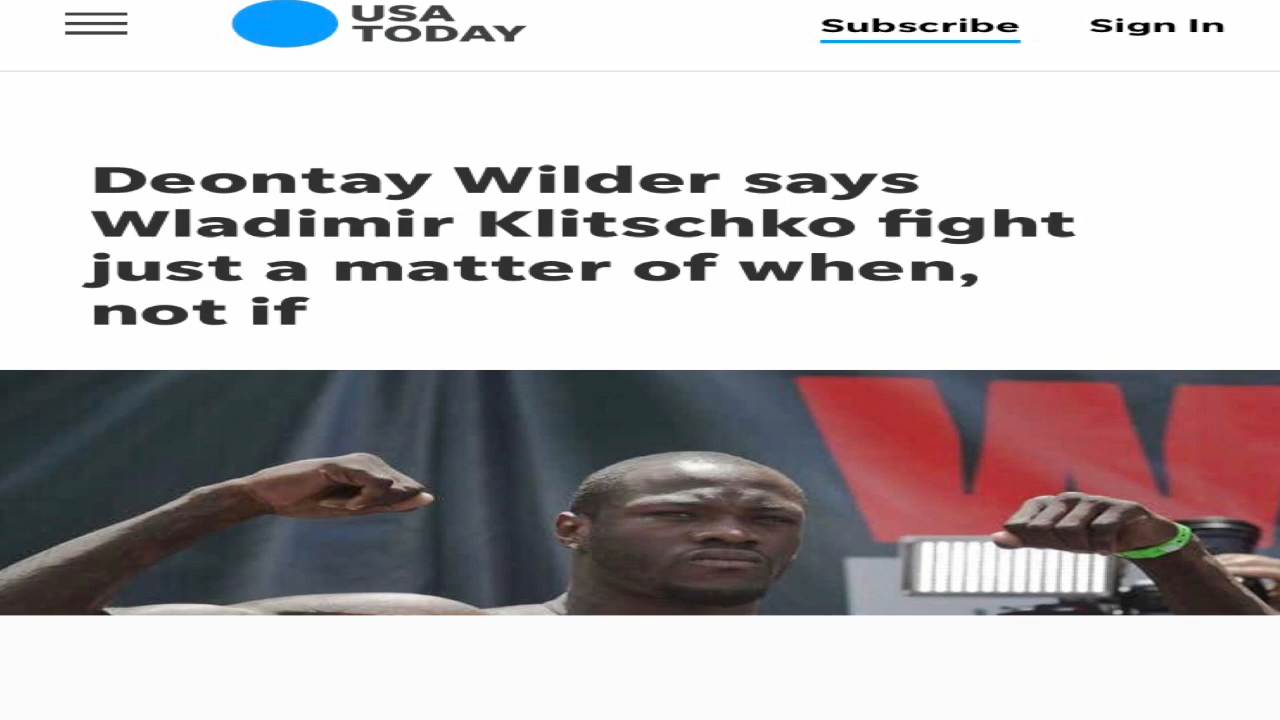 USA
TODAY
Subscribe
Sign In
Deontay Wilder says
Wladimir Klitschko fight
just a matter of when,
not if
W